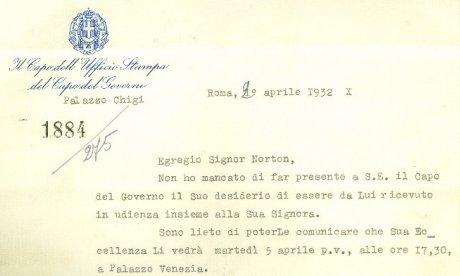 Il Capo dell'Ufficio Stampa
del Capo del Governo
Palazzo Chigi
Roma, 2° aprile 1932 X
1884
275
Egregio Signor Norton,
Non ho mancato di far presente a S.E. il Capo
del Governo il Suo desiderio di essere da Lui ricevuto
in udienza insieme alla Sua Signora.
Sono lieto di poterLe comunicare che Sua Ec_
cellenza Li vedrà martedì 5 aprile p.v., alle ore 17,30,
a Palazzo Venezia.